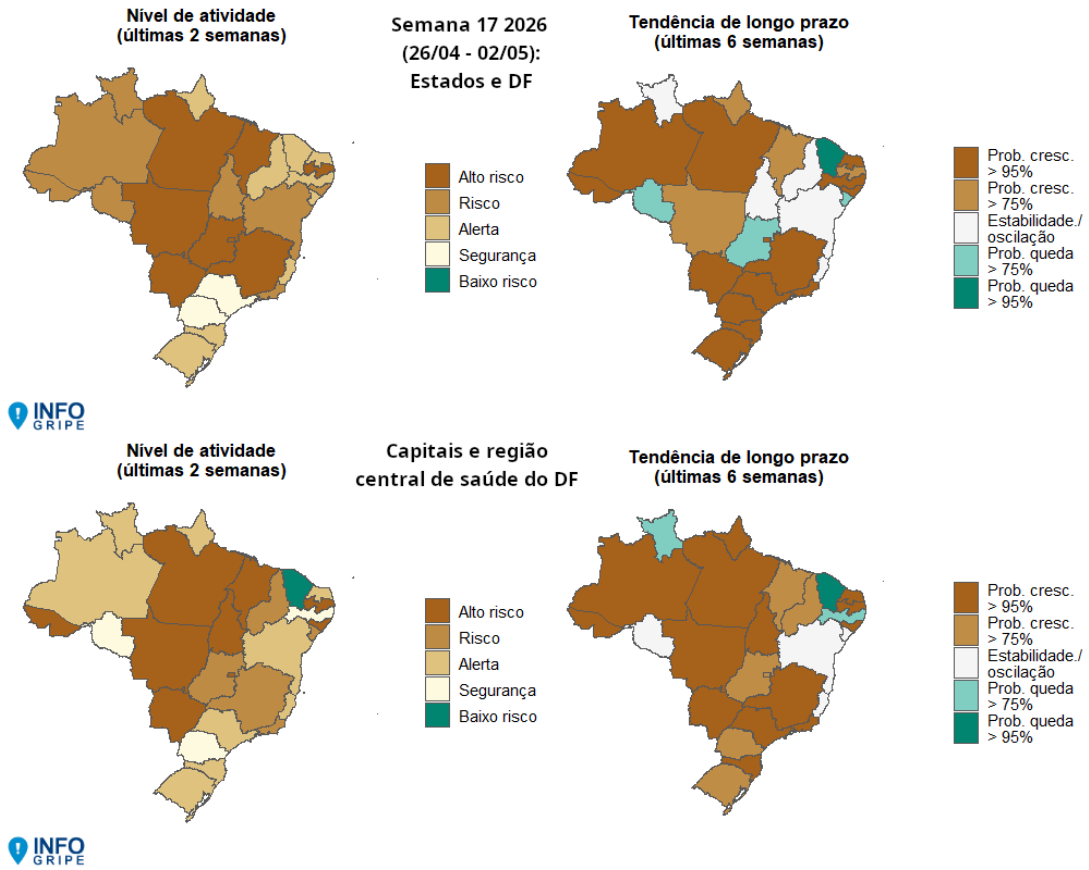 Nível de atividade
(últimas 2 semanas)
Semana 17 2026
(26/04 - 02/05):
Estados e DF
Tendência de longo prazo
(últimas 6 semanas)
Alto risco
Risco
Alerta
Segurança
Baixo risco
Prob. cresc.
> 95%
Prob. cresc.
> 75%
Estabilidade./
oscilação
Prob. queda
> 75%
Prob. queda
> 95%
INFO
GRIPE
Nível de atividade
(últimas 2 semanas)
Capitais e região
central de saúde do DF
Tendência de longo prazo
(últimas 6 semanas)
Alto risco
Risco
Alerta
Segurança
Baixo risco
Prob. cresc.
> 95%
Prob. cresc.
> 75%
Estabilidade./
oscilação
Prob. queda
> 75%
Prob. queda
> 95%
INFO
GRIPE